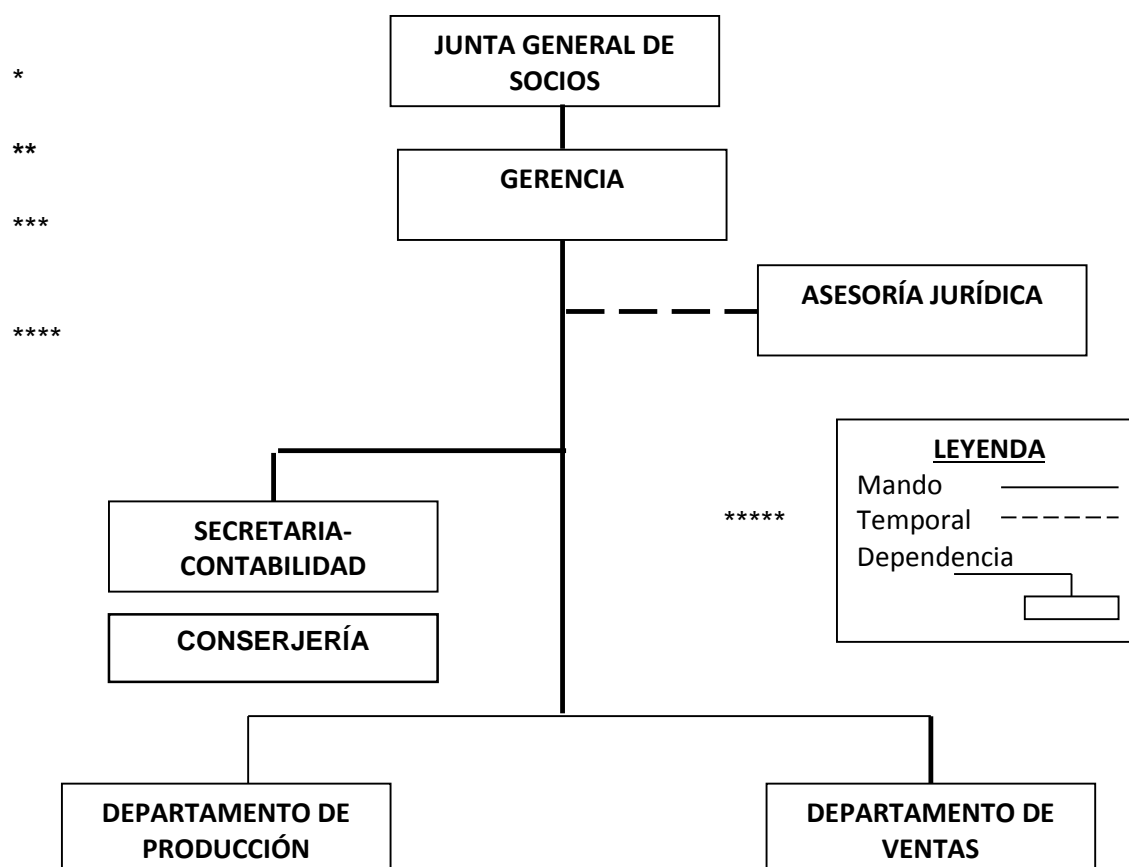 JUNTA GENERAL DE
SOCIOS
*
**
GERENCIA
***
ASESORÍA JURÍDICA
****
LEYENDA
Mando
Temporal
Dependencia
*****
SECRETARIA-
CONTABILIDAD
CONSERJERÍA
DEPARTAMENTO DE
PRODUCCIÓN
DEPARTAMENTO DE
VENTAS